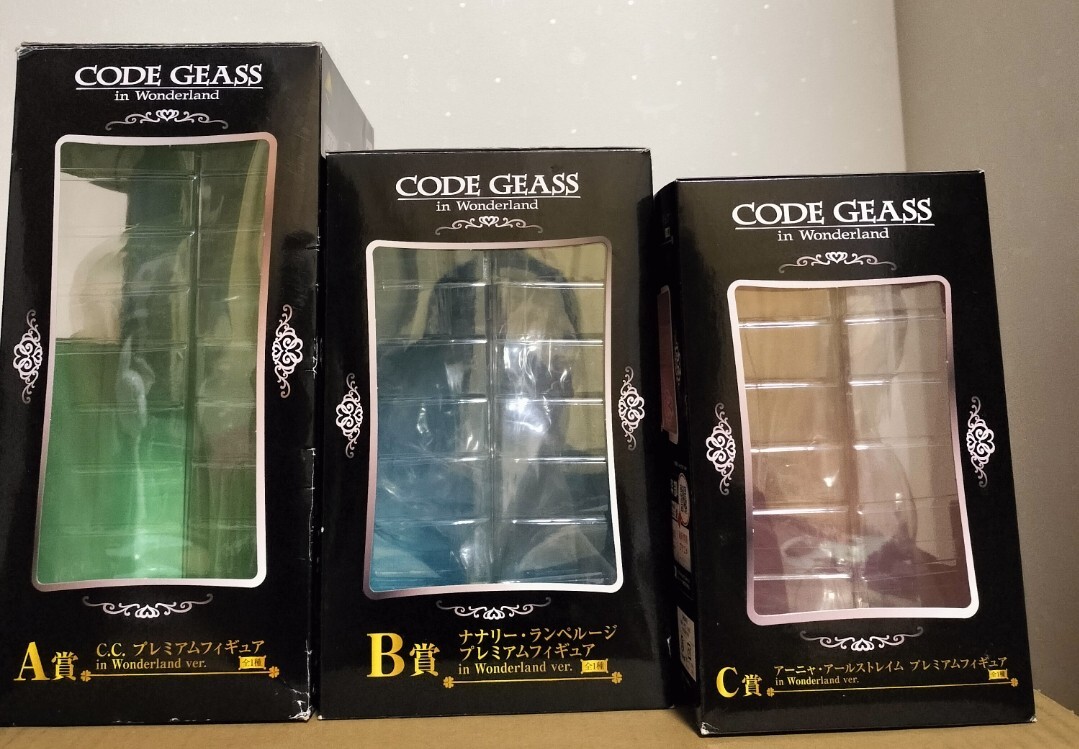 CODE GEASS
in Wonderland
A賞
C.C. プレミアムフィギュア
in Wonderland ver.
全1種
CODE GEASS
in Wonderland
B賞
ナナリー・ランペルージ
プレミアムフィギュア
in Wonderland ver.
全1種
CODE GEASS
in Wonderland
C賞
アーニャ・アールストレイム プレミアムフィギュア
in Wonderland ver.
全1種